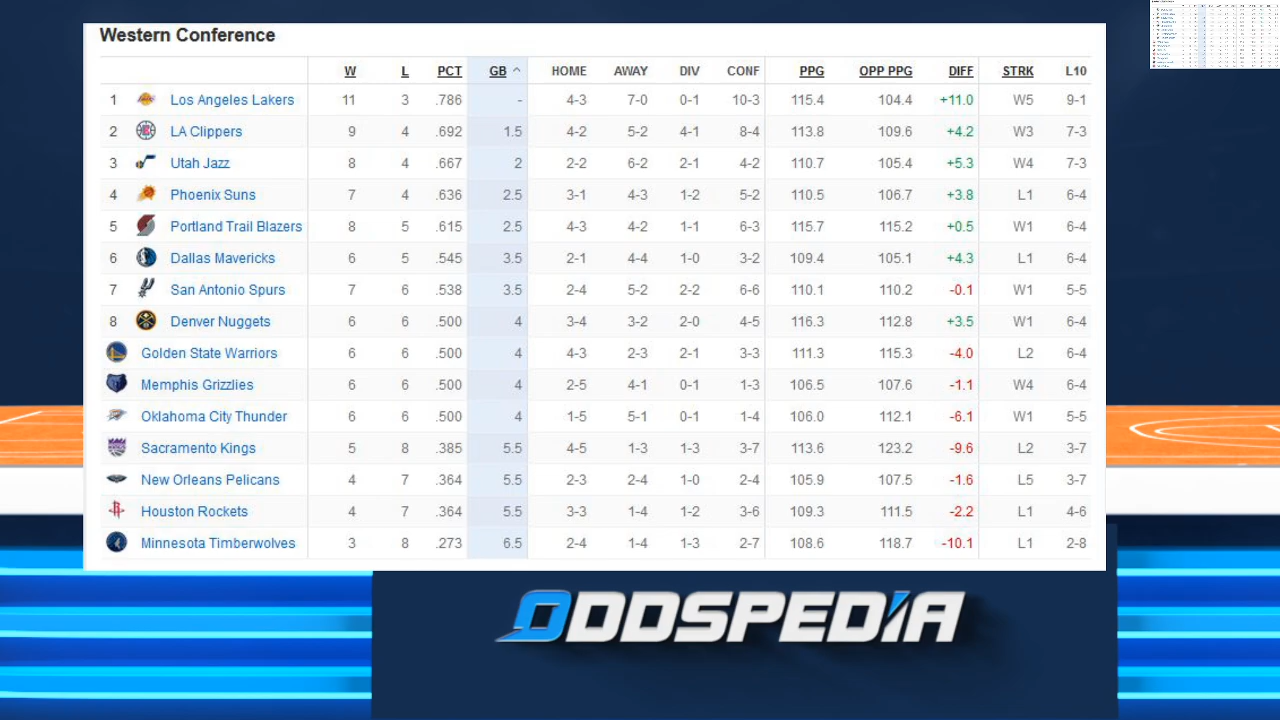 Western Conference
W L PCT GB ^ HOME AWAY DIV CONF PPG OPP PPG DIFF STRK L10
1 Los Angeles Lakers 11 3 .786 - 4-3 7-0 0-1 10-3 115.4 104.4 +11.0 W5 9-1
2 LA Clippers 9 4 .692 1.5 4-2 5-2 4-1 8-4 113.8 109.6 +4.2 W3 7-3
3 Utah Jazz 8 4 .667 2 2-2 6-2 2-1 4-2 110.7 105.4 +5.3 W4 7-3
4 Phoenix Suns 7 4 .636 2.5 3-1 4-3 1-2 5-2 110.5 106.7 +3.8 L1 6-4
5 Portland Trail Blazers 8 5 .615 2.5 4-3 4-2 1-1 6-3 115.7 115.2 +0.5 W1 6-4
6 Dallas Mavericks 6 5 .545 3.5 2-1 4-4 1-0 3-2 109.4 105.1 +4.3 L1 6-4
7 San Antonio Spurs 7 6 .538 3.5 2-4 5-2 2-2 6-6 110.1 110.2 -0.1 W1 5-5
8 Denver Nuggets 6 6 .500 4 3-4 3-2 2-0 4-5 116.3 112.8 +3.5 W1 6-4
Golden State Warriors 6 6 .500 4 4-3 2-3 2-1 3-3 111.3 115.3 -4.0 L2 6-4
Memphis Grizzlies 6 6 .500 4 2-5 4-1 0-1 1-3 106.5 107.6 -1.1 W4 6-4
Oklahoma City Thunder 6 6 .500 4 1-5 5-1 0-1 1-4 106.0 112.1 -6.1 W1 5-5
Sacramento Kings 5 8 .385 5.5 4-5 1-3 1-3 3-7 113.6 123.2 -9.6 L2 3-7
New Orleans Pelicans 4 7 .364 5.5 2-3 2-4 1-0 2-4 105.9 107.5 -1.6 L5 3-7
Houston Rockets 4 7 .364 5.5 3-3 1-4 1-2 3-6 109.3 111.5 -2.2 L1 4-6
Minnesota Timberwolves 3 8 .273 6.5 2-4 1-4 1-3 2-7 108.6 118.7 -10.1 L1 2-8
ODDSPEDIA